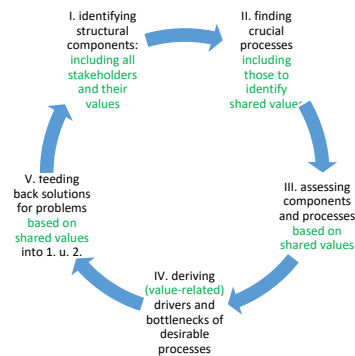 I. identifying
structural
components:
including all
stakeholders
and their
values
II. finding
crucial
processes
including
those to
identify
shared values
III. assessing
components
and processes
based on
shared values
IV. deriving
(value-related)
drivers and
bottlenecks of
desirable
processes
V. feeding
back solutions
for problems
based on
shared values
into 1. u. 2.